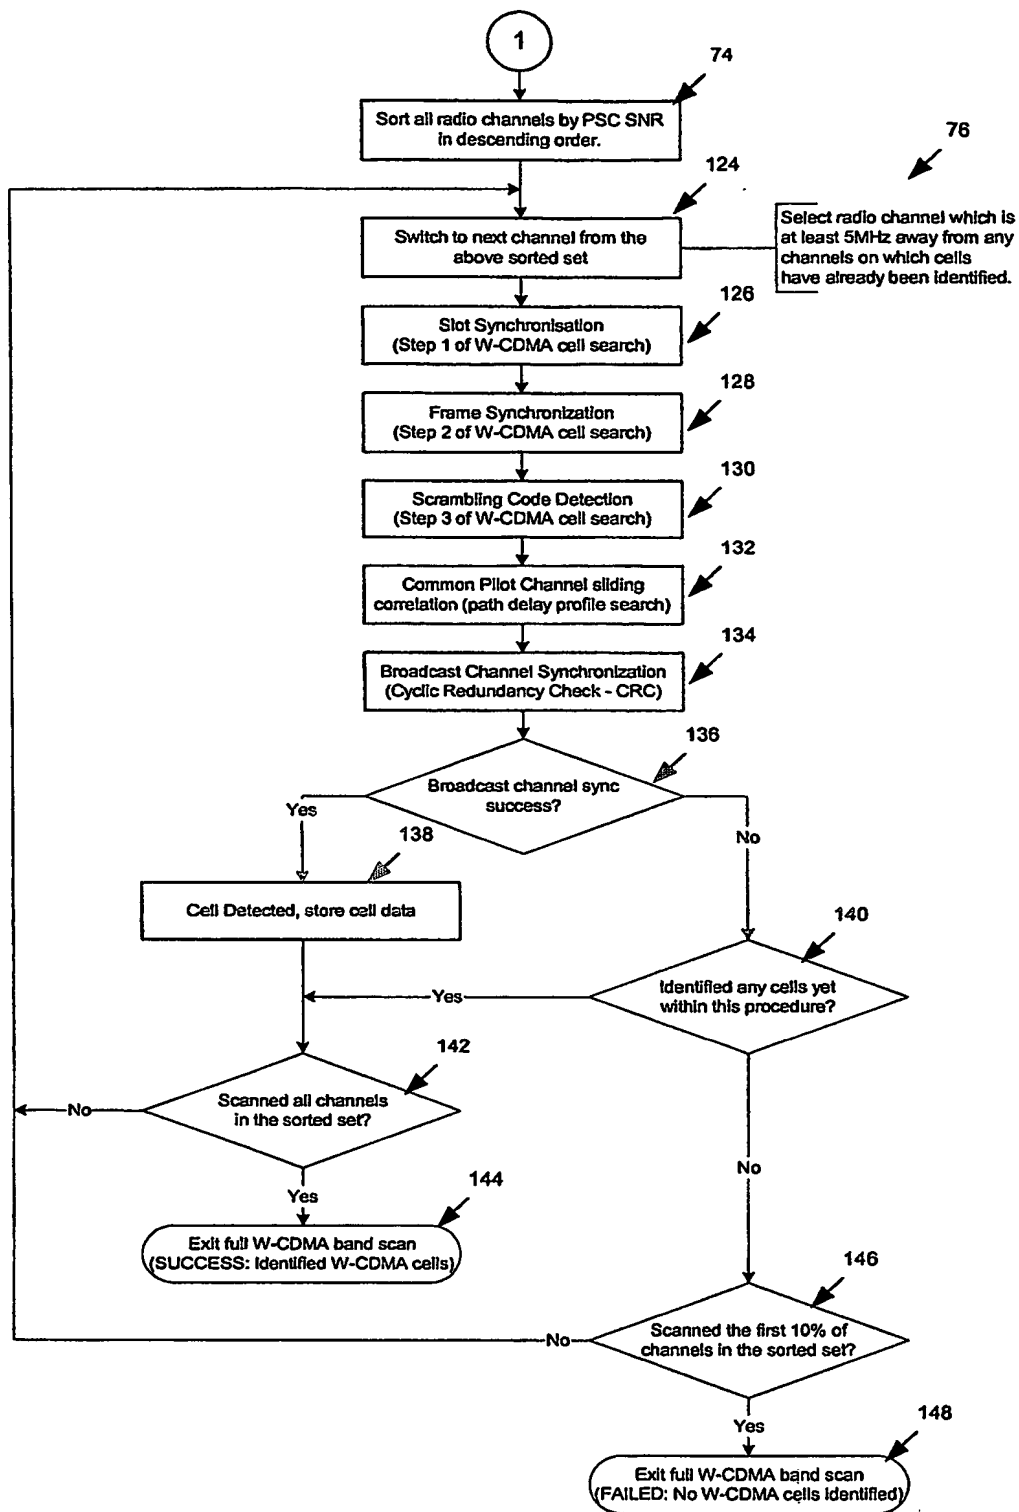 1
74
Sort all radio channels by PSC SNR
in descending order.
76
124
Switch to next channel from the
above sorted set
Select radio channel which is
at least 5MHz away from any
channels on which cells
have already been identified.
126
Slot Synchronisation
(Step 1 of W-CDMA cell search)
128
Frame Synchronization
(Step 2 of W-CDMA cell search)
130
Scrambling Code Detection
(Step 3 of W-CDMA cell search)
132
Common Pilot Channel sliding
correlation (path delay profile search)
134
Broadcast Channel Synchronization
(Cyclic Redundancy Check - CRC)
136
Broadcast channel sync
success?
Yes
No
138
Cell Detected, store cell data
140
Identified any cells yet
within this procedure?
Yes
142
Scanned all channels
in the sorted set?
No
No
Yes
144
Exit full W-CDMA band scan
(SUCCESS: Identified W-CDMA cells)
146
Scanned the first 10% of
channels in the sorted set?
No
Yes
148
Exit full W-CDMA band scan
(FAILED: No W-CDMA cells identified)